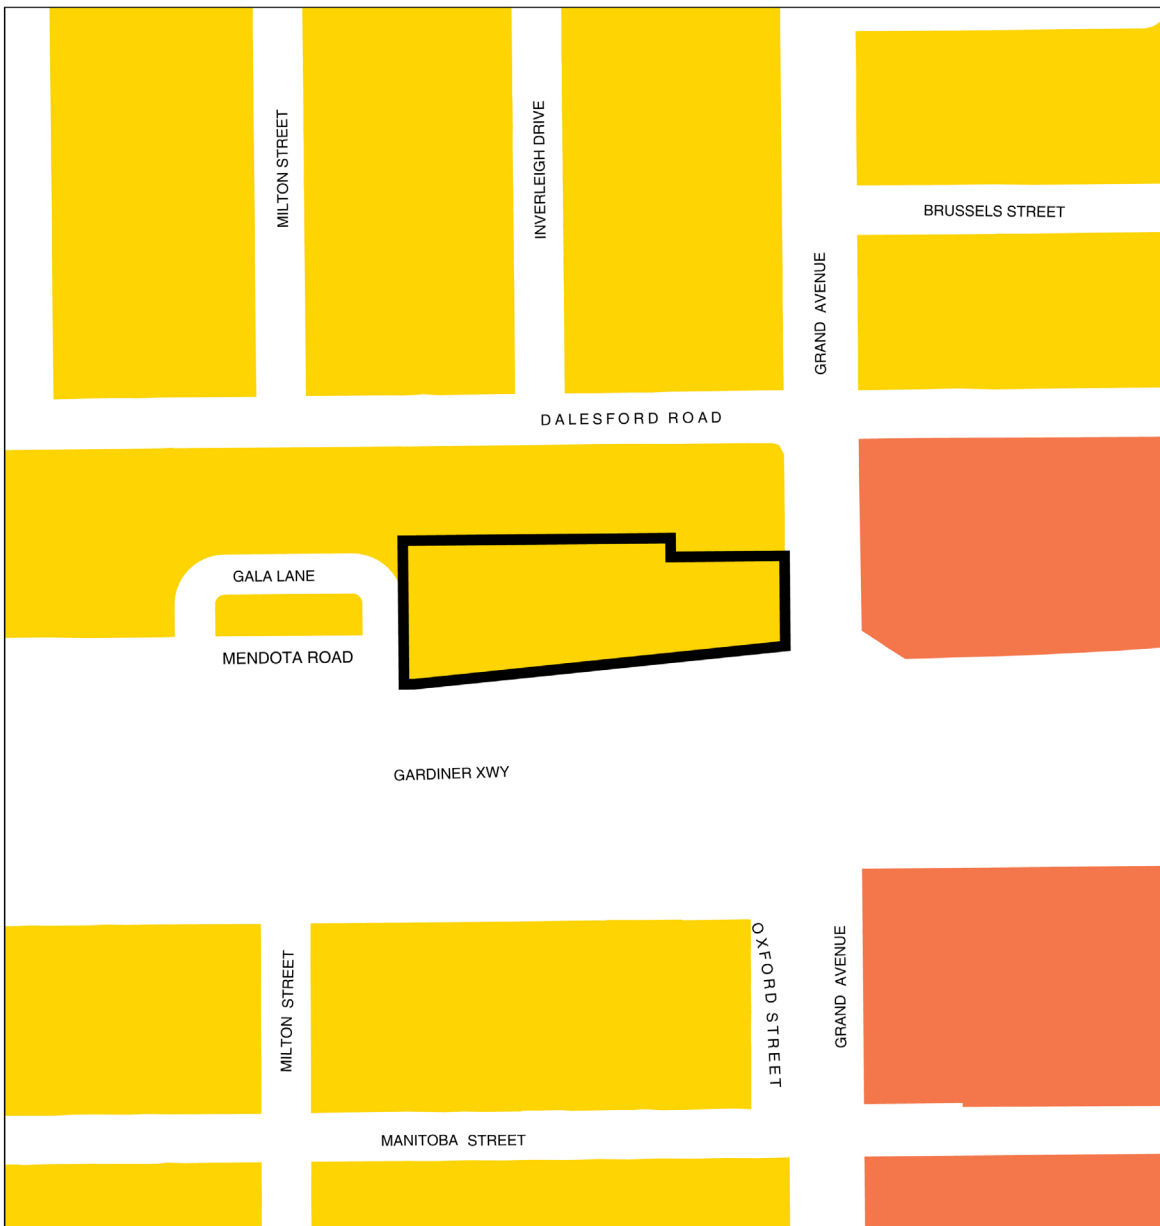 MILTON STREET
INVERLEIGH DRIVE
BRUSSELS STREET
GRAND AVENUE
DALESFORD ROAD
GALA LANE
MENDOTA ROAD
GARDINER XWY
MILTON STREET
OXFORD STREET
GRAND AVENUE
MANITOBA STREET